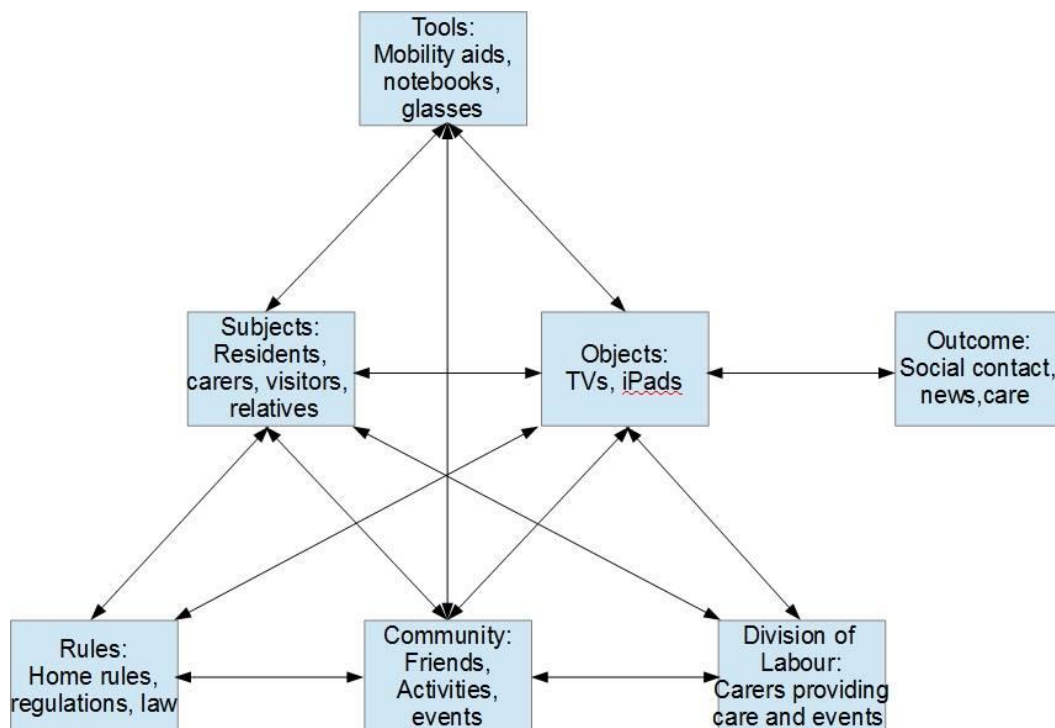 Tools:
Mobility aids,
notebooks,
glasses
Subjects:
Residents,
carers, visitors,
relatives
Objects:
TVs, iPads
Outcome:
Social contact,
news,care
Rules:
Home rules,
regulations, law
Community:
Friends,
Activities,
events
Division of
Labour:
Carers providing
care and events